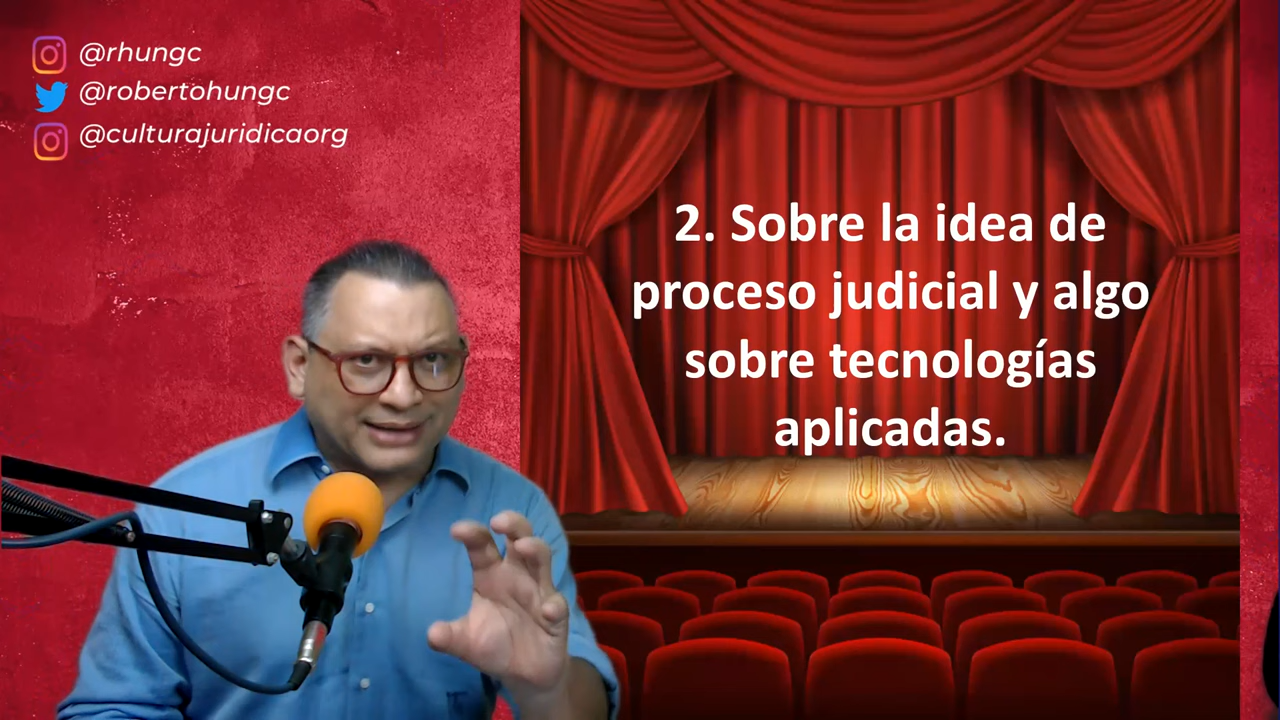 @rhungc
@robertohungc
@culturajuridicaorg
2. Sobre la idea de
proceso judicial y algo
sobre tecnologías
aplicadas.